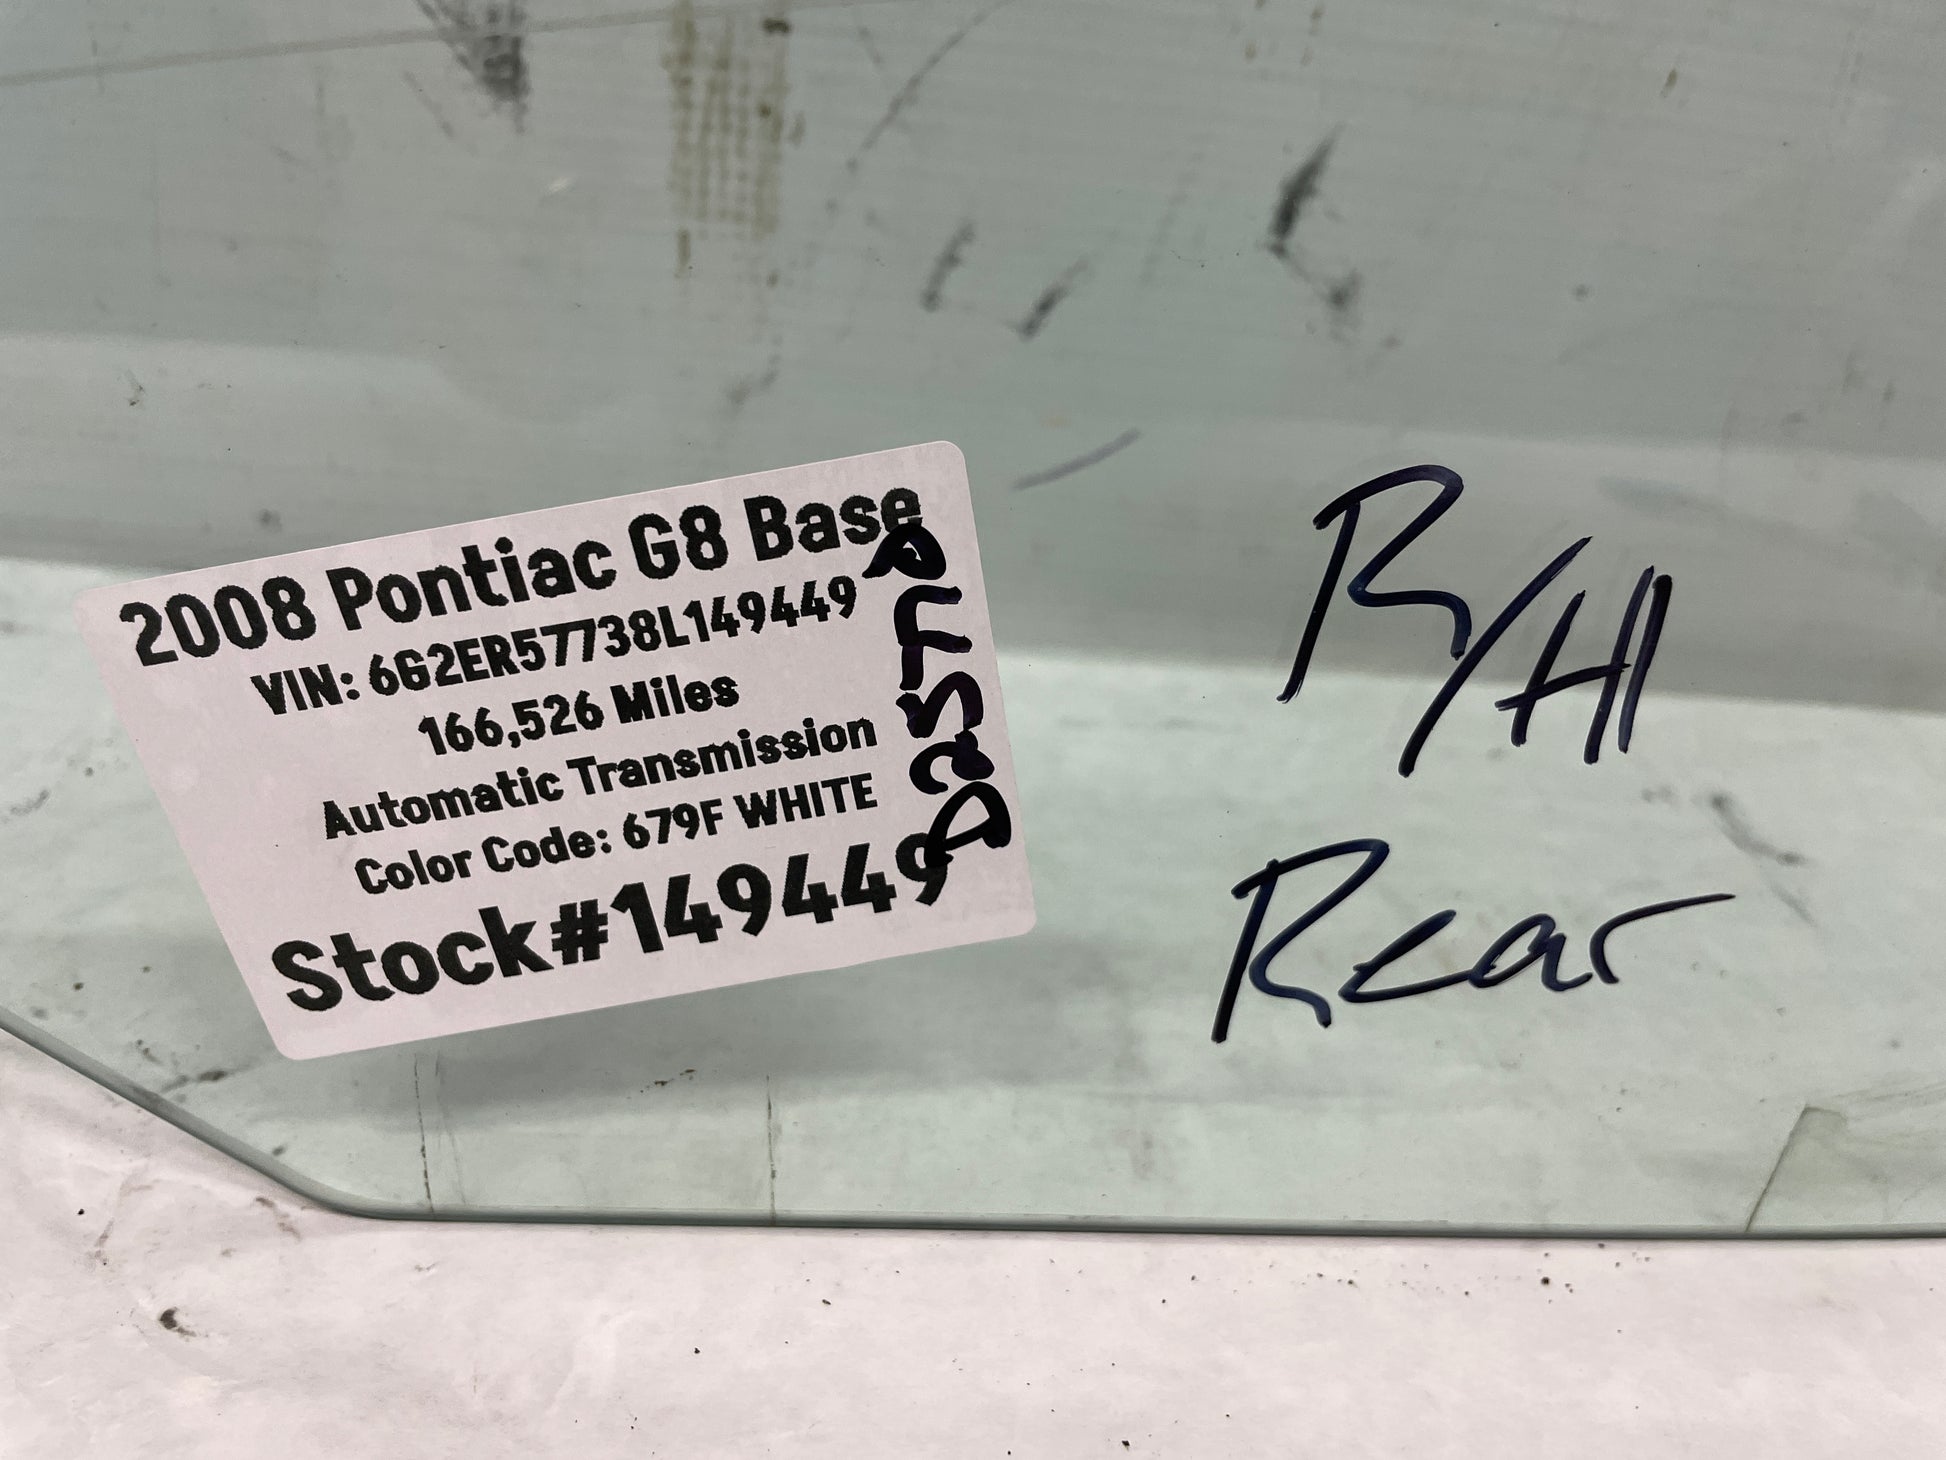 2008 Pontiac G8 Base
VIN: 6G2ER57738L149449
166,526 Miles
Automatic Transmission
Color Code: 679F WHITE
Stock#149449
R/H
Rear